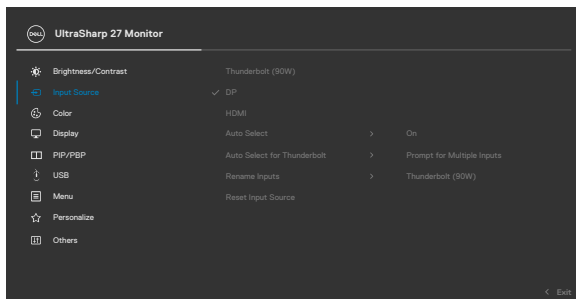 DELL UltraSharp 27 Monitor
Brightness/Contrast Thunderbolt (90W)
Input Source DP
Color HDMI
Display Auto Select > On
PIP/PBP Auto Select for Thunderbolt > Prompt for Multiple Inputs
USB Rename Inputs > Thunderbolt (90W)
Menu Reset Input Source
Personalize
Others
< Exit